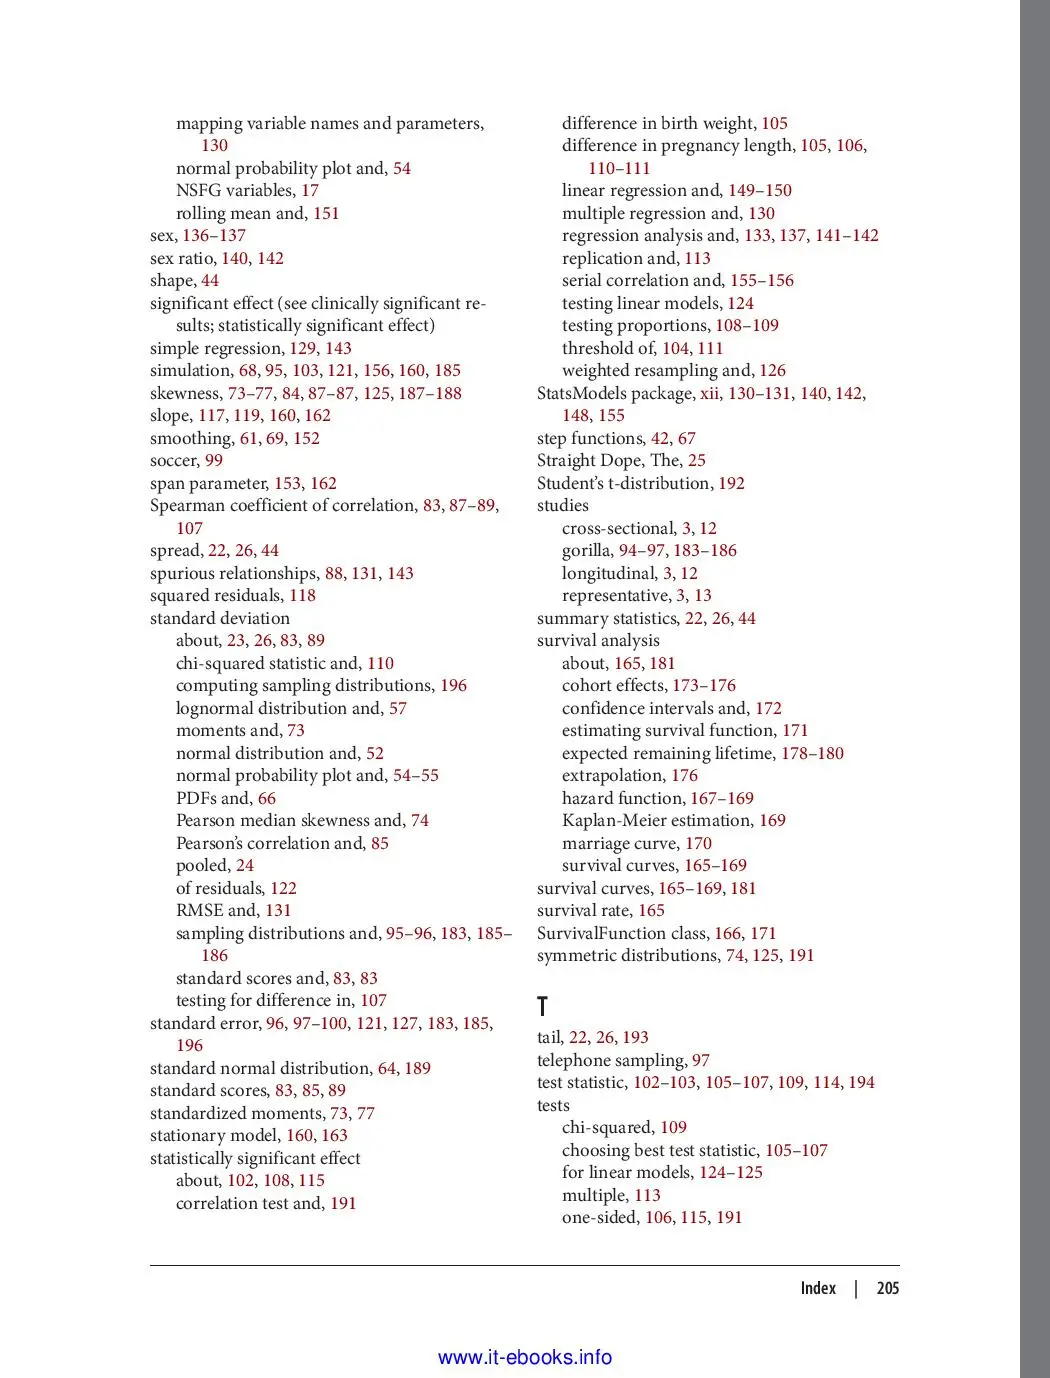 mapping variable names and parameters,
130
normal probability plot and, 54
NSFG variables, 17
rolling mean and, 151
sex, 136–137
sex ratio, 140, 142
shape, 44
significant effect (see clinically significant re-
sults; statistically significant effect)
simple regression, 129, 143
simulation, 68, 95, 103, 121, 156, 160, 185
skewness, 73–77, 84, 87–87, 125, 187–188
slope, 117, 119, 160, 162
smoothing, 61, 69, 152
soccer, 99
span parameter, 153, 162
Spearman coefficient of correlation, 83, 87–89,
107
spread, 22, 26, 44
spurious relationships, 88, 131, 143
squared residuals, 118
standard deviation
about, 23, 26, 83, 89
chi-squared statistic and, 110
computing sampling distributions, 196
lognormal distribution and, 57
moments and, 73
normal distribution and, 52
normal probability plot and, 54–55
PDFs and, 66
Pearson median skewness and, 74
Pearson's correlation and, 85
pooled, 24
of residuals, 122
RMSE and, 131
sampling distributions and, 95–96, 183, 185–
186
standard scores and, 83, 83
testing for difference in, 107
standard error, 96, 97–100, 121, 127, 183, 185,
196
standard normal distribution, 64, 189
standard scores, 83, 85, 89
standardized moments, 73, 77
stationary model, 160, 163
statistically significant effect
about, 102, 108, 115
correlation test and, 191
difference in birth weight, 105
difference in pregnancy length, 105, 106,
110–111
linear regression and, 149–150
multiple regression and, 130
regression analysis and, 133, 137, 141–142
replication and, 113
serial correlation and, 155–156
testing linear models, 124
testing proportions, 108–109
threshold of, 104, 111
weighted resampling and, 126
StatsModels package, xii, 130–131, 140, 142,
148, 155
step functions, 42, 67
Straight Dope, The, 25
Student's t-distribution, 192
studies
cross-sectional, 3, 12
gorilla, 94–97, 183–186
longitudinal, 3, 12
representative, 3, 13
summary statistics, 22, 26, 44
survival analysis
about, 165, 181
cohort effects, 173–176
confidence intervals and, 172
estimating survival function, 171
expected remaining lifetime, 178–180
extrapolation, 176
hazard function, 167–169
Kaplan-Meier estimation, 169
marriage curve, 170
survival curves, 165–169
survival curves, 165–169, 181
survival rate, 165
SurvivalFunction class, 166, 171
symmetric distributions, 74, 125, 191
T
tail, 22, 26, 193
telephone sampling, 97
test statistic, 102–103, 105–107, 109, 114, 194
tests
chi-squared, 109
choosing best test statistic, 105–107
for linear models, 124–125
multiple, 113
one-sided, 106, 115, 191
Index | 205
www.it-ebooks.info